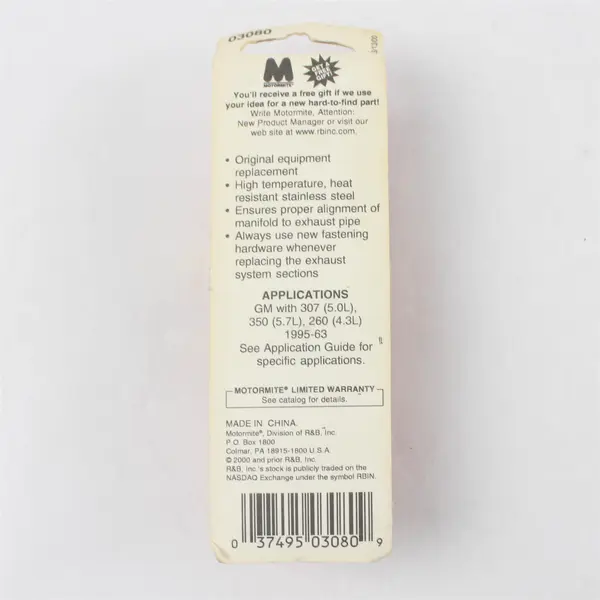 03080
3/13/00
M
MOTORMITE®
GET A
GIFT!
You'll receive a free gift if we use
your idea for a new hard-to-find part!
Write Motormite, Attention:
New Product Manager or visit our
web site at www.rbinc.com.
• Original equipment
replacement
• High temperature, heat
resistant stainless steel
• Ensures proper alignment of
manifold to exhaust pipe
• Always use new fastening
hardware whenever
replacing the exhaust
system sections
APPLICATIONS
GM with 307 (5.0L),
350 (5.7L), 260 (4.3L)
1995-63
See Application Guide for
specific applications.
MOTORMITE® LIMITED WARRANTY
See catalog for details.
MADE IN CHINA.
Motormite®, Division of R&B, Inc.
P.O. Box 1800
Colmar, PA 18915-1800 U.S.A.
© 2000 and prior R&B, Inc.
R&B, Inc.'s stock is publicly traded on the
NASDAQ Exchange under the symbol RBIN.
0 37495 03080 9